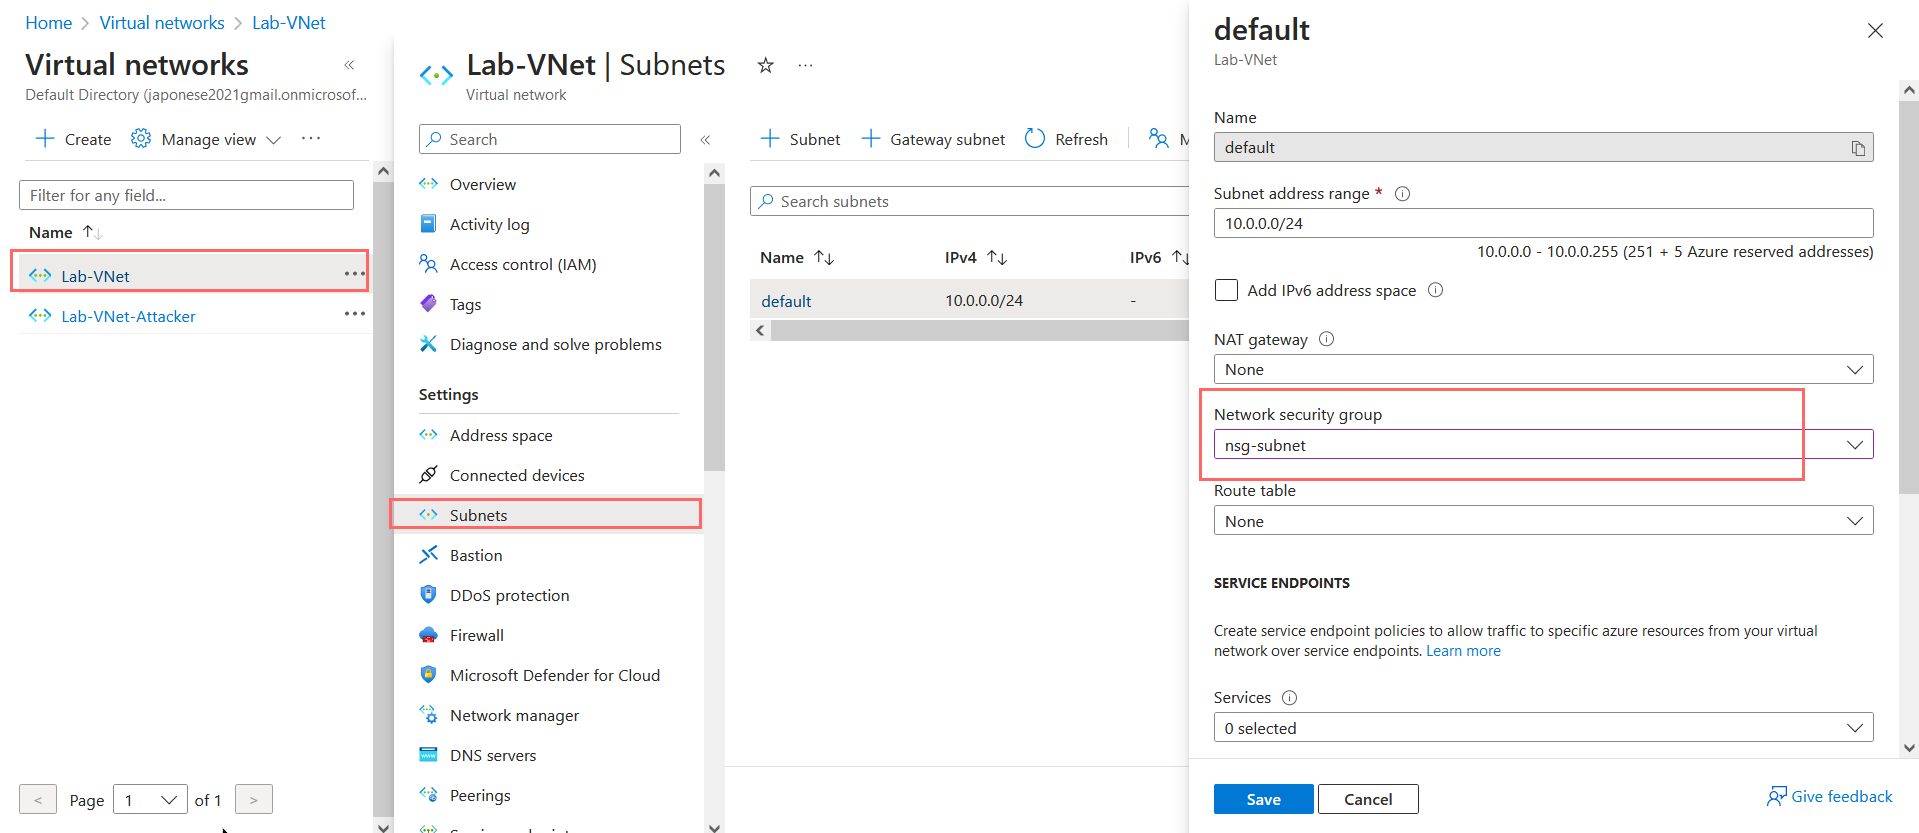 Home > Virtual networks > Lab-VNet
Virtual networks «
Default Directory (japonese2021gmail.onmicrosof...
Create Manage view ...
Filter for any field...
Name ↑↓
Lab-VNet ...
Lab-VNet-Attacker ...
< Page 1 of 1 >
Lab-VNet | Subnets ...
Virtual network
Search «
Overview
Activity log
Access control (IAM)
Tags
Diagnose and solve problems
Settings
Address space
Connected devices
Subnets
Bastion
DDoS protection
Firewall
Microsoft Defender for Cloud
Network manager
DNS servers
Peerings
+ Subnet + Gateway subnet Refresh M
Search subnets
Name ↑↓ IPv4 ↑↓ IPv6 ↑↓
default 10.0.0.0/24 -
default
Lab-VNet
Name
default
Subnet address range *
10.0.0.0/24
10.0.0.0 - 10.0.0.255 (251 + 5 Azure reserved addresses)
Add IPv6 address space
NAT gateway
None
Network security group
nsg-subnet
Route table
None
SERVICE ENDPOINTS
Create service endpoint policies to allow traffic to specific azure resources from your virtual
network over service endpoints. Learn more
Services
0 selected
Save Cancel Give feedback